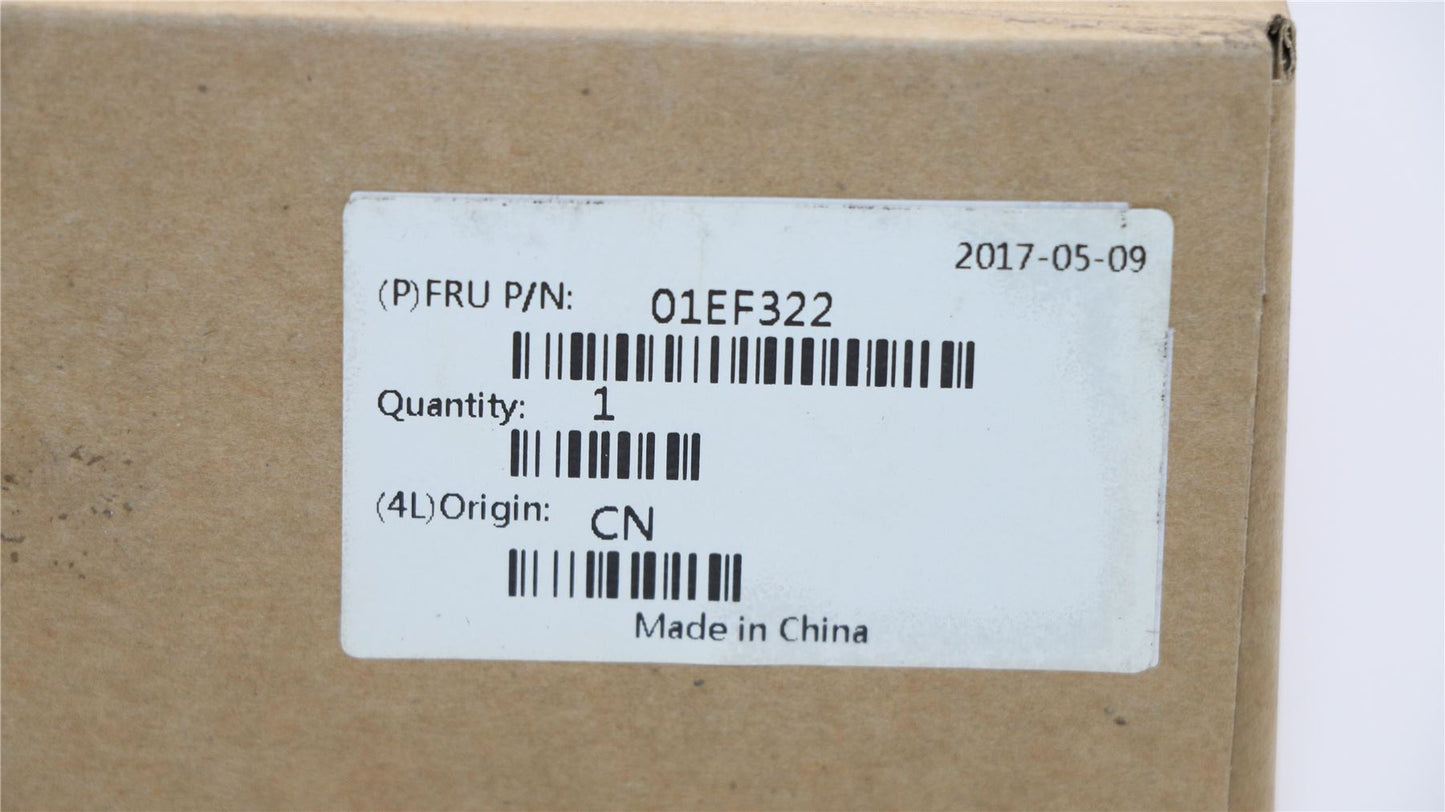 2017-05-09
(P)FRU P/N: 01EF322
Quantity: 1
(4L)Origin: CN
Made in China